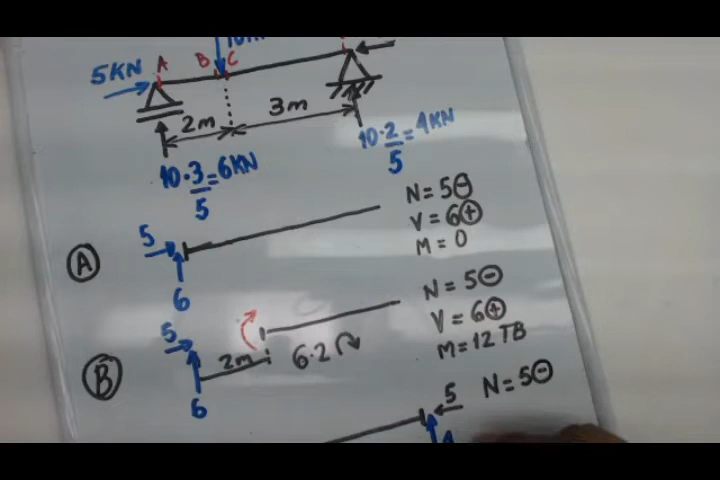 10
5KN A B C
2m 3m
10·3/5=6KN
10·2/5=4KN
A
5
6
N=5⊖
V=6⊕
M=0
B
5
2m
6·2
6
N=5⊖
V=6⊕
M=12 TB
5
N=5⊖